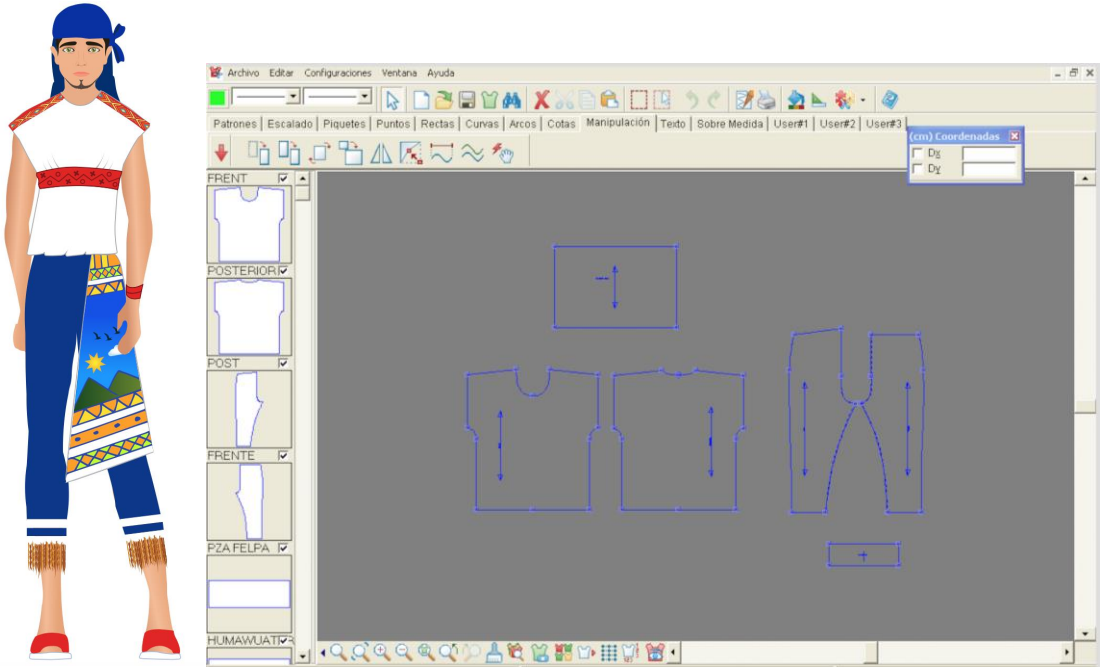 Archivo Editar Configuraciones Ventana Ayuda
Patrones Escalado Piquetes Puntos Rectas Curvas Arcos Cotas Manipulación Texto Sobre Medida User#1 User#2 User#3
(cm) Coordenadas
DX
DY
FRENT
POSTERIOR
POST
FRENTE
PZA FELPA